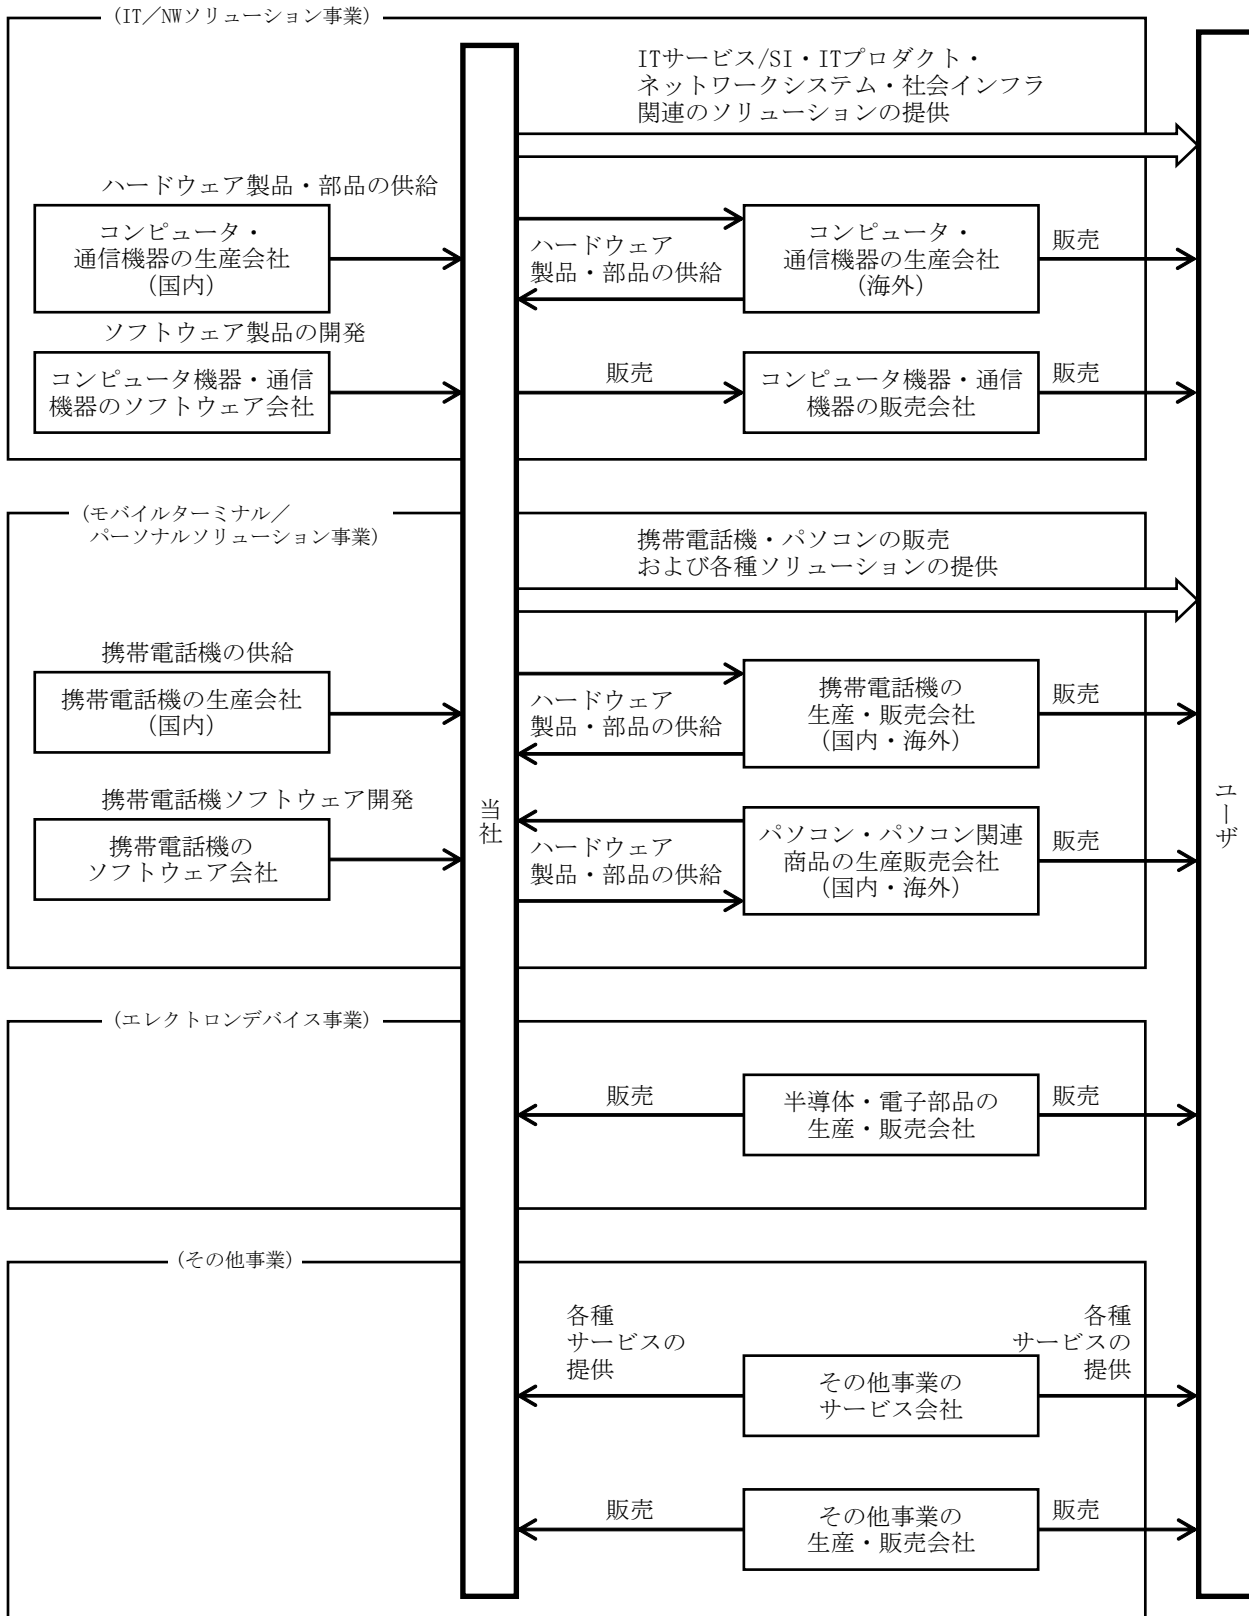 (IT／NWソリューション事業)
ITサービス/SI・ITプロダクト・
ネットワークシステム・社会インフラ
関連のソリューションの提供
ハードウェア製品・部品の供給
コンピュータ・
通信機器の生産会社
(国内)
ハードウェア
製品・部品の供給
コンピュータ・
通信機器の生産会社
(海外)
販売
ソフトウェア製品の開発
コンピュータ機器・通信
機器のソフトウェア会社
販売
コンピュータ機器・通信
機器の販売会社
販売
(モバイルターミナル／
パーソナルソリューション事業)
携帯電話機・パソコンの販売
および各種ソリューションの提供
携帯電話機の供給
携帯電話機の生産会社
(国内)
ハードウェア
製品・部品の供給
携帯電話機の
生産・販売会社
(国内・海外)
販売
携帯電話機ソフトウェア開発
携帯電話機の
ソフトウェア会社
当社
ハードウェア
製品・部品の供給
パソコン・パソコン関連
商品の生産販売会社
(国内・海外)
販売
ユーザ
(エレクトロンデバイス事業)
販売
半導体・電子部品の
生産・販売会社
販売
(その他事業)
各種
サービスの
提供
その他事業の
サービス会社
各種
サービスの
提供
販売
その他事業の
生産・販売会社
販売